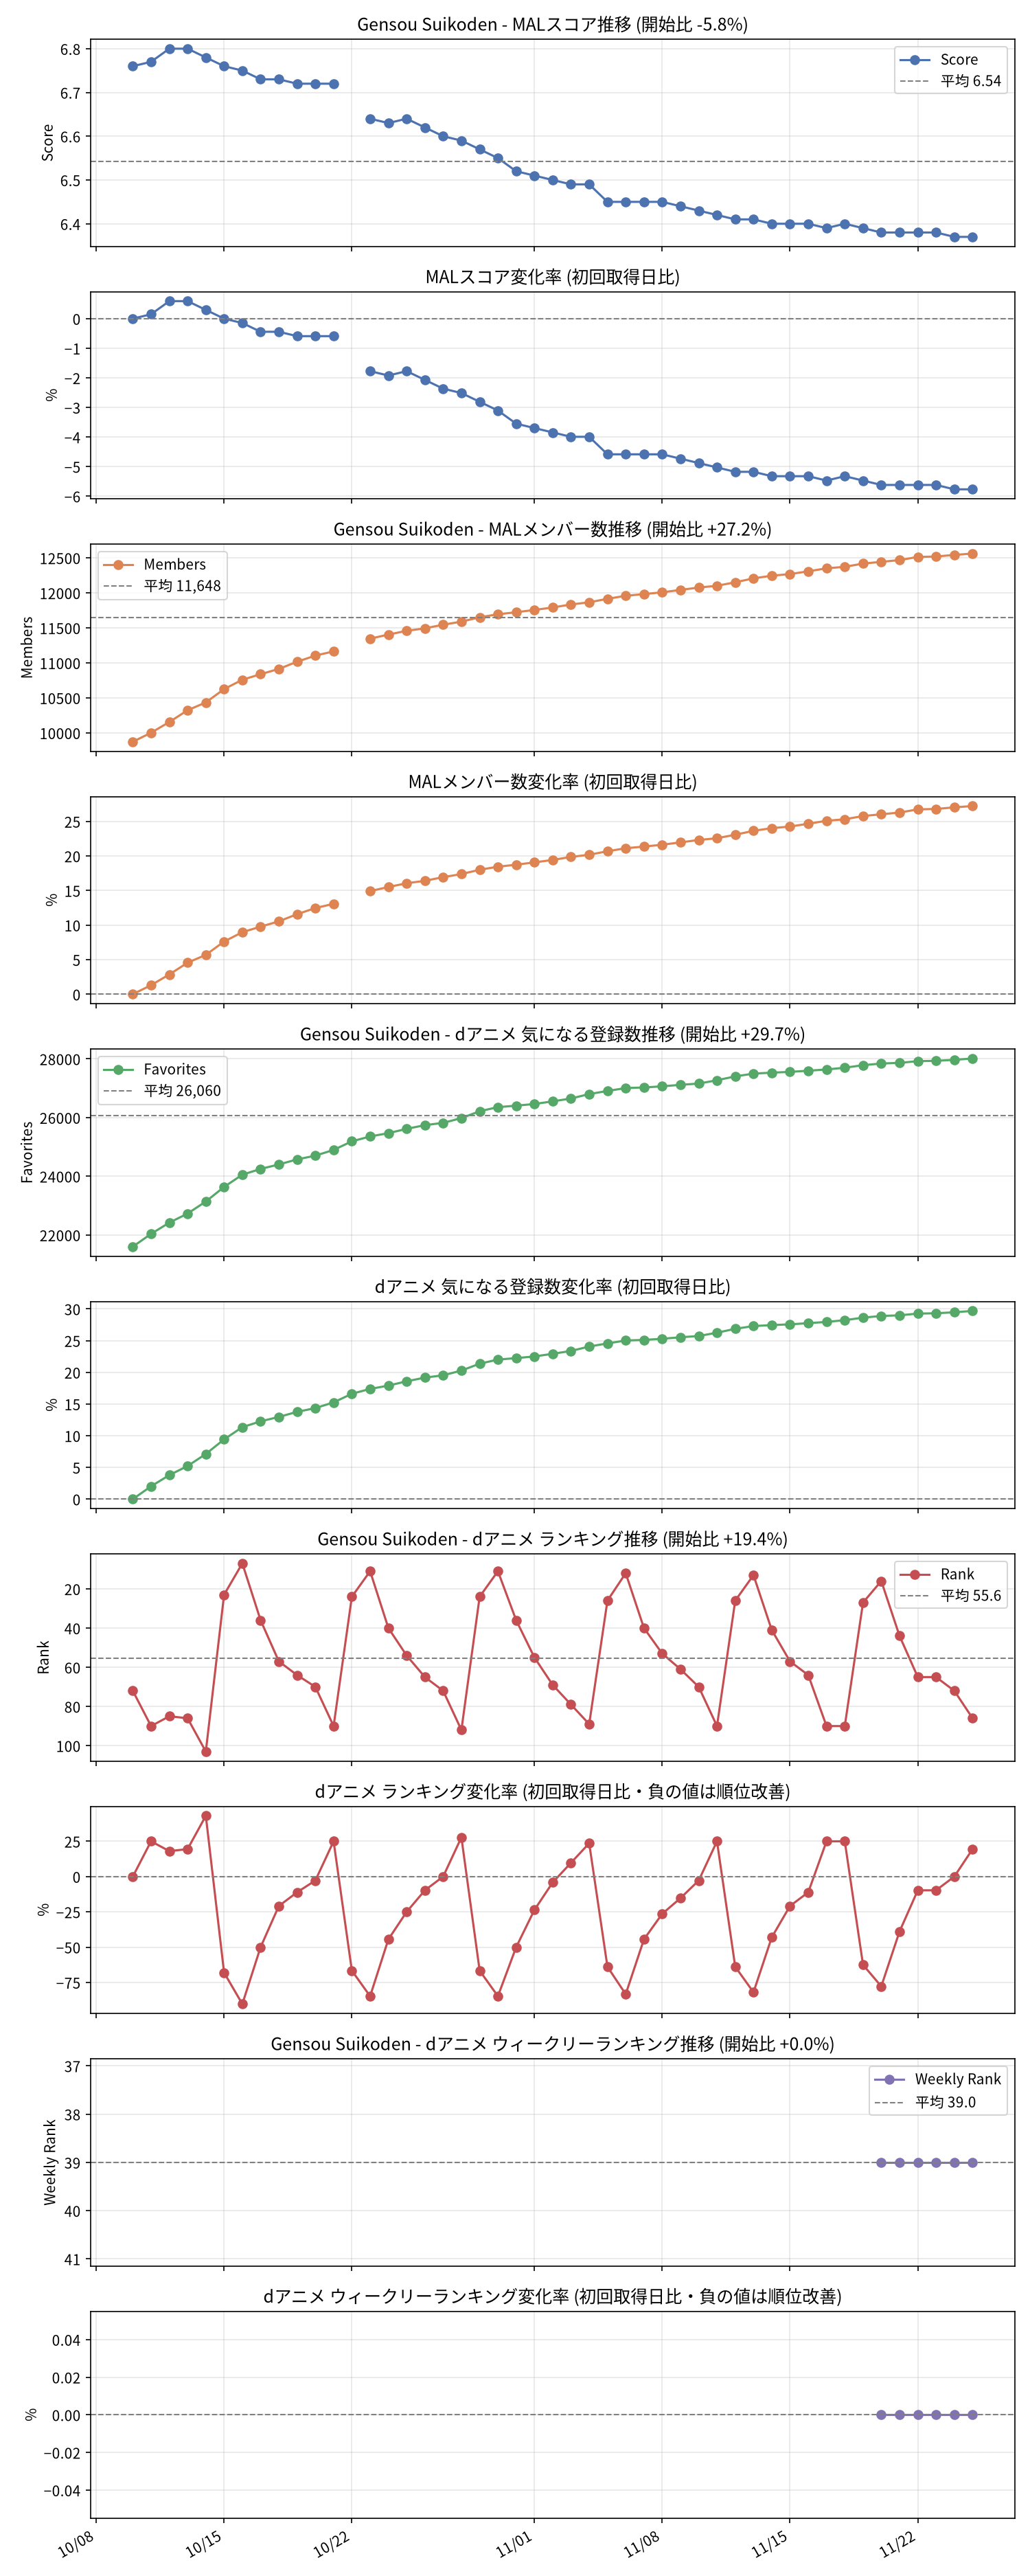 Gensou Suikoden - MALスコア推移 (開始比 -5.8%)
Score
6.8
6.7
6.6
6.5
6.4
Score
平均 6.54
MALスコア変化率 (初回取得日比)
%
0
−1
−2
−3
−4
−5
−6
Gensou Suikoden - MALメンバー数推移 (開始比 +27.2%)
Members
12500
12000
11500
11000
10500
10000
Members
平均 11,648
MALメンバー数変化率 (初回取得日比)
%
25
20
15
10
5
0
Gensou Suikoden - dアニメ 気になる登録数推移 (開始比 +29.7%)
Favorites
28000
26000
24000
22000
Favorites
平均 26,060
dアニメ 気になる登録数変化率 (初回取得日比)
%
30
25
20
15
10
5
0
Gensou Suikoden - dアニメ ランキング推移 (開始比 +19.4%)
Rank
20
40
60
80
100
Rank
平均 55.6
dアニメ ランキング変化率 (初回取得日比・負の値は順位改善)
%
25
0
−25
−50
−75
Gensou Suikoden - dアニメ ウィークリーランキング推移 (開始比 +0.0%)
Weekly Rank
37
38
39
40
41
Weekly Rank
平均 39.0
dアニメ ウィークリーランキング変化率 (初回取得日比・負の値は順位改善)
%
0.04
0.02
0.00
−0.02
−0.04
10/08
10/15
10/22
11/01
11/08
11/15
11/22